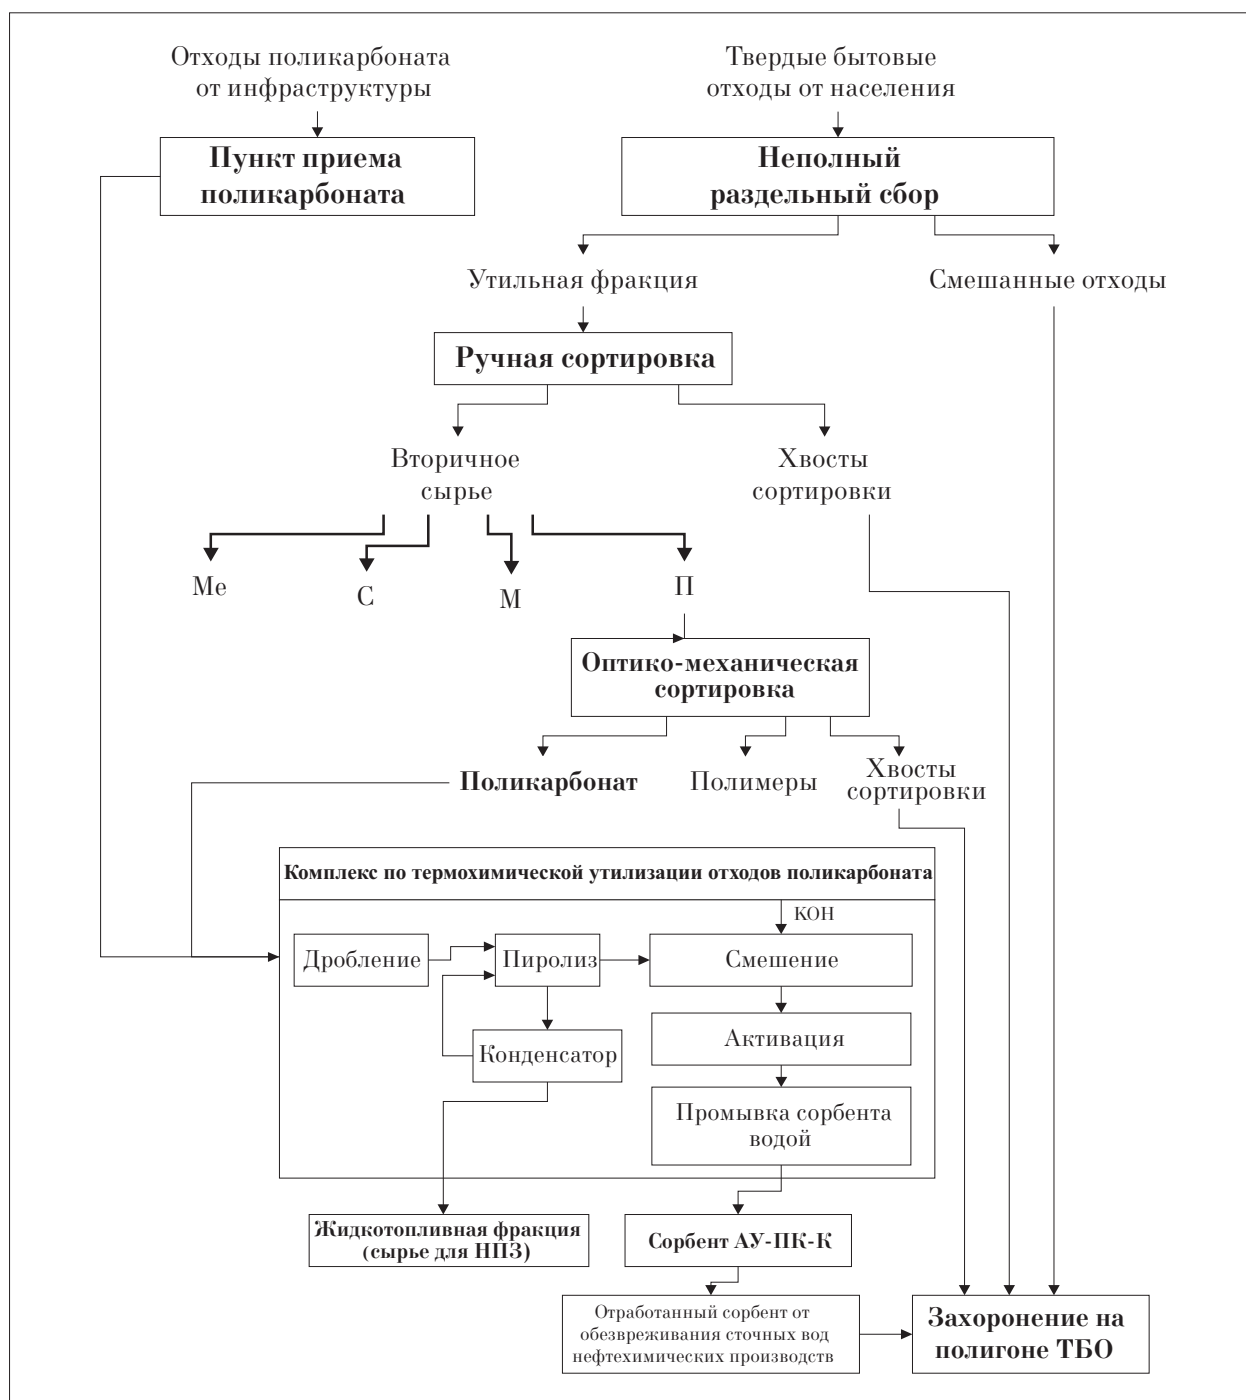 Отходы поликарбоната
от инфраструктуры
Твердые бытовые
отходы от населения
Пункт приема
поликарбоната
Неполный
раздельный сбор
Утильная фракция
Смешанные отходы
Ручная сортировка
Вторичное
сырье
Хвосты
сортировки
Ме
С
М
П
Оптико-механическая
сортировка
Поликарбонат
Полимеры
Хвосты
сортировки
Комплекс по термохимической утилизации отходов поликарбоната
КОН
Дробление
Пиролиз
Смешение
Конденсатор
Активация
Промывка сорбента
водой
Жидкотопливная фракция
(сырье для НПЗ)
Сорбент АУ-ПК-К
Отработанный сорбент от
обезвреживания сточных вод
нефтехимических производств
Захоронение на
полигоне ТБО